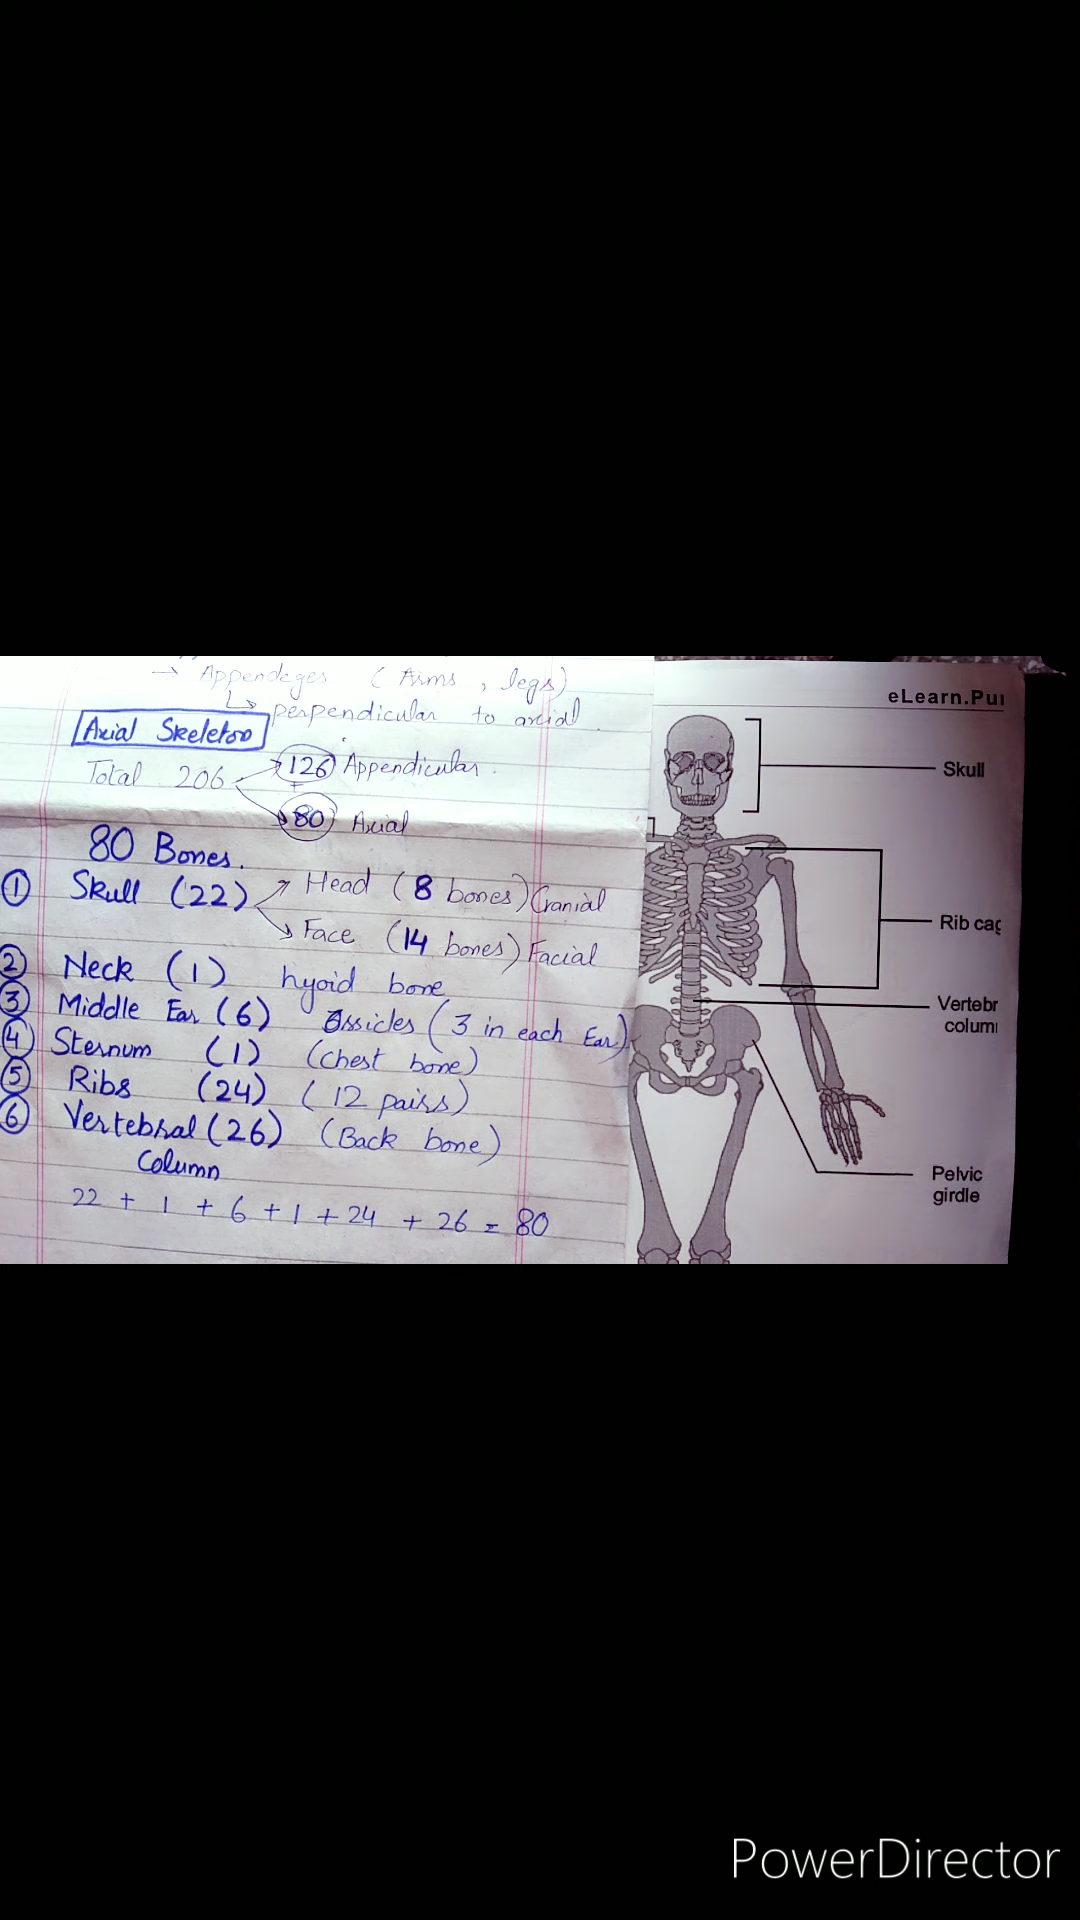 → Appendeges (Arms, legs)
↳ perpendicular to axial
Axial Skeleton
Total 206 → 126 Appendicular.
+
→ 80 Axial
80 Bones.
① Skull (22) → Head (8 bones) Cranial
→ Face (14 bones) Facial
② Neck (1) hyoid bone
③ Middle Ear (6) Ossicles (3 in each Ear)
④ Sternum (1) (chest bone)
⑤ Ribs (24) (12 pairs)
⑥ Vertebral (26) (Back bone)
Column
22 + 1 + 6 + 1 + 24 + 26 = 80
eLearn.Pu
Skull
Rib cag
Vertebr
colum
Pelvic
girdle
PowerDirector